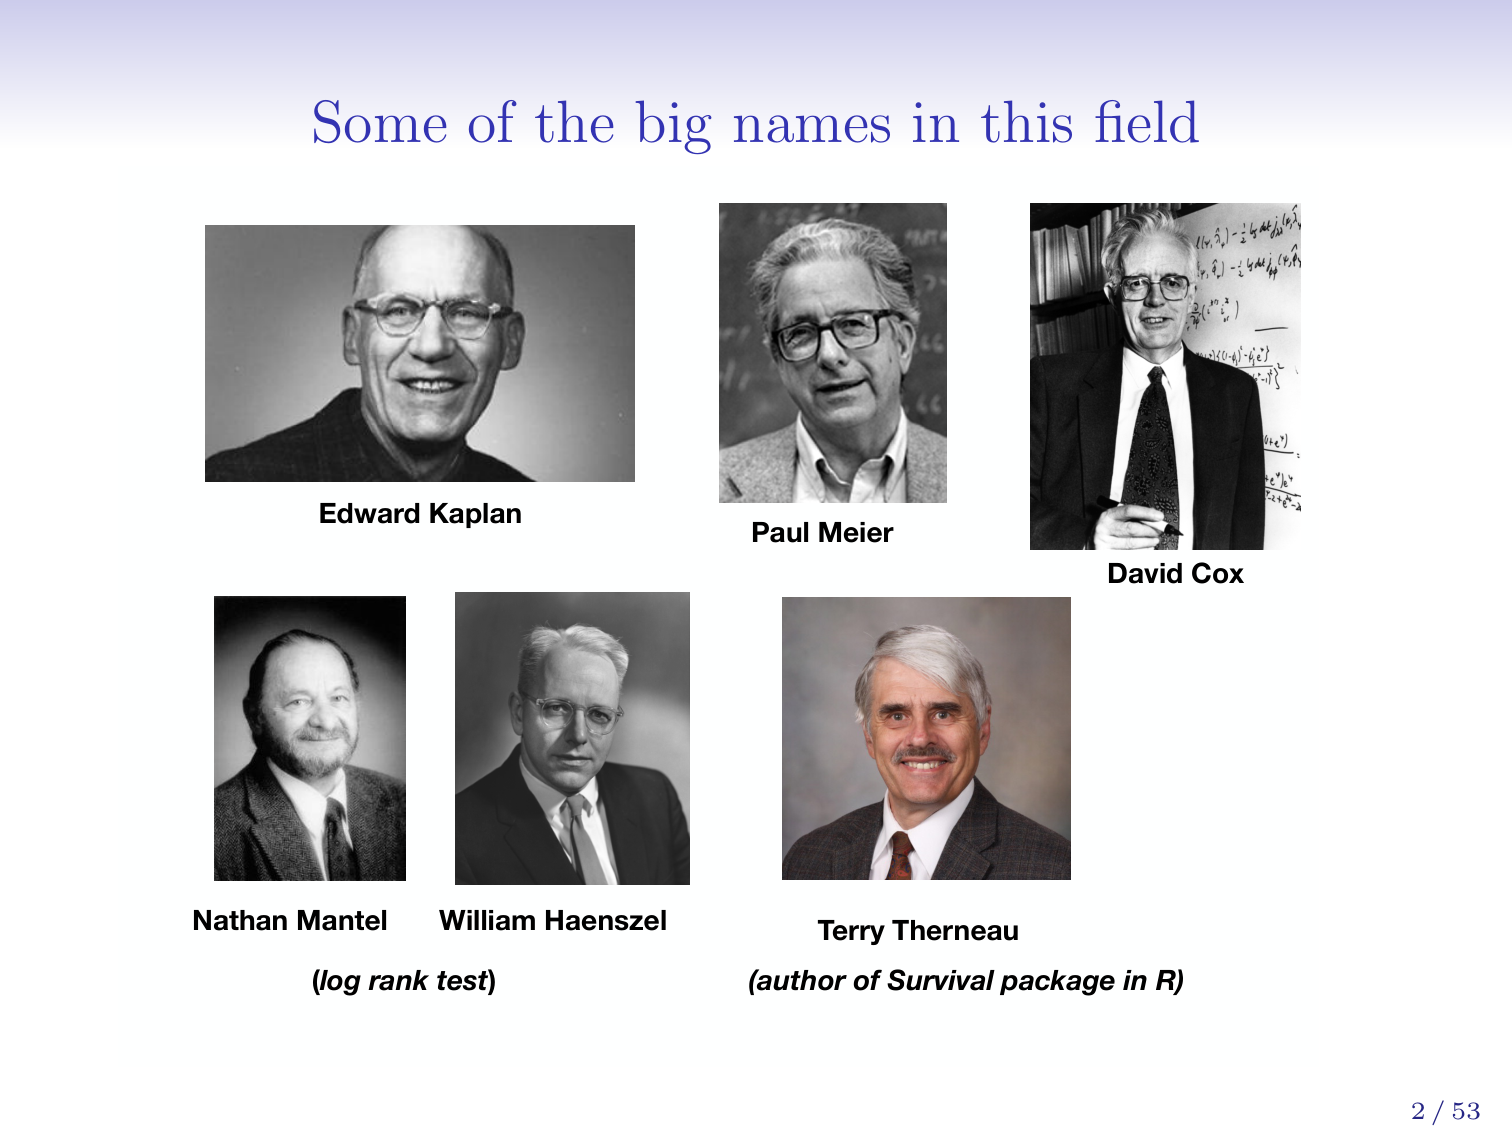 Some of the big names in this field
Edward Kaplan
Paul Meier
David Cox
Nathan Mantel
William Haenszel
Terry Therneau
(log rank test)
(author of Survival package in R)
2 / 53